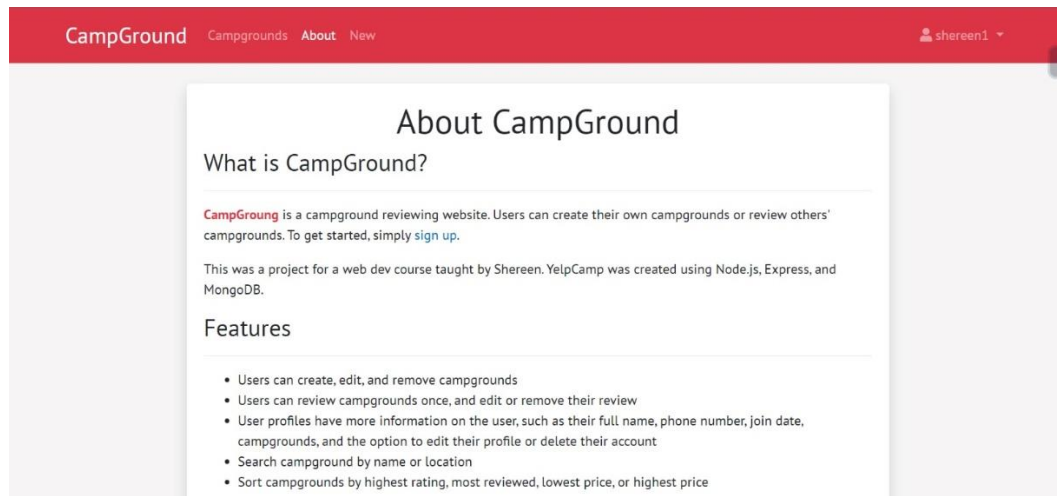 CampGround Campgrounds About New shereen1
About CampGround
What is CampGround?
CampGroung is a campground reviewing website. Users can create their own campgrounds or review others'
campgrounds. To get started, simply sign up.
This was a project for a web dev course taught by Shereen. YelpCamp was created using Node.js, Express, and
MongoDB.
Features
• Users can create, edit, and remove campgrounds
• Users can review campgrounds once, and edit or remove their review
• User profiles have more information on the user, such as their full name, phone number, join date,
campgrounds, and the option to edit their profile or delete their account
• Search campground by name or location
• Sort campgrounds by highest rating, most reviewed, lowest price, or highest price